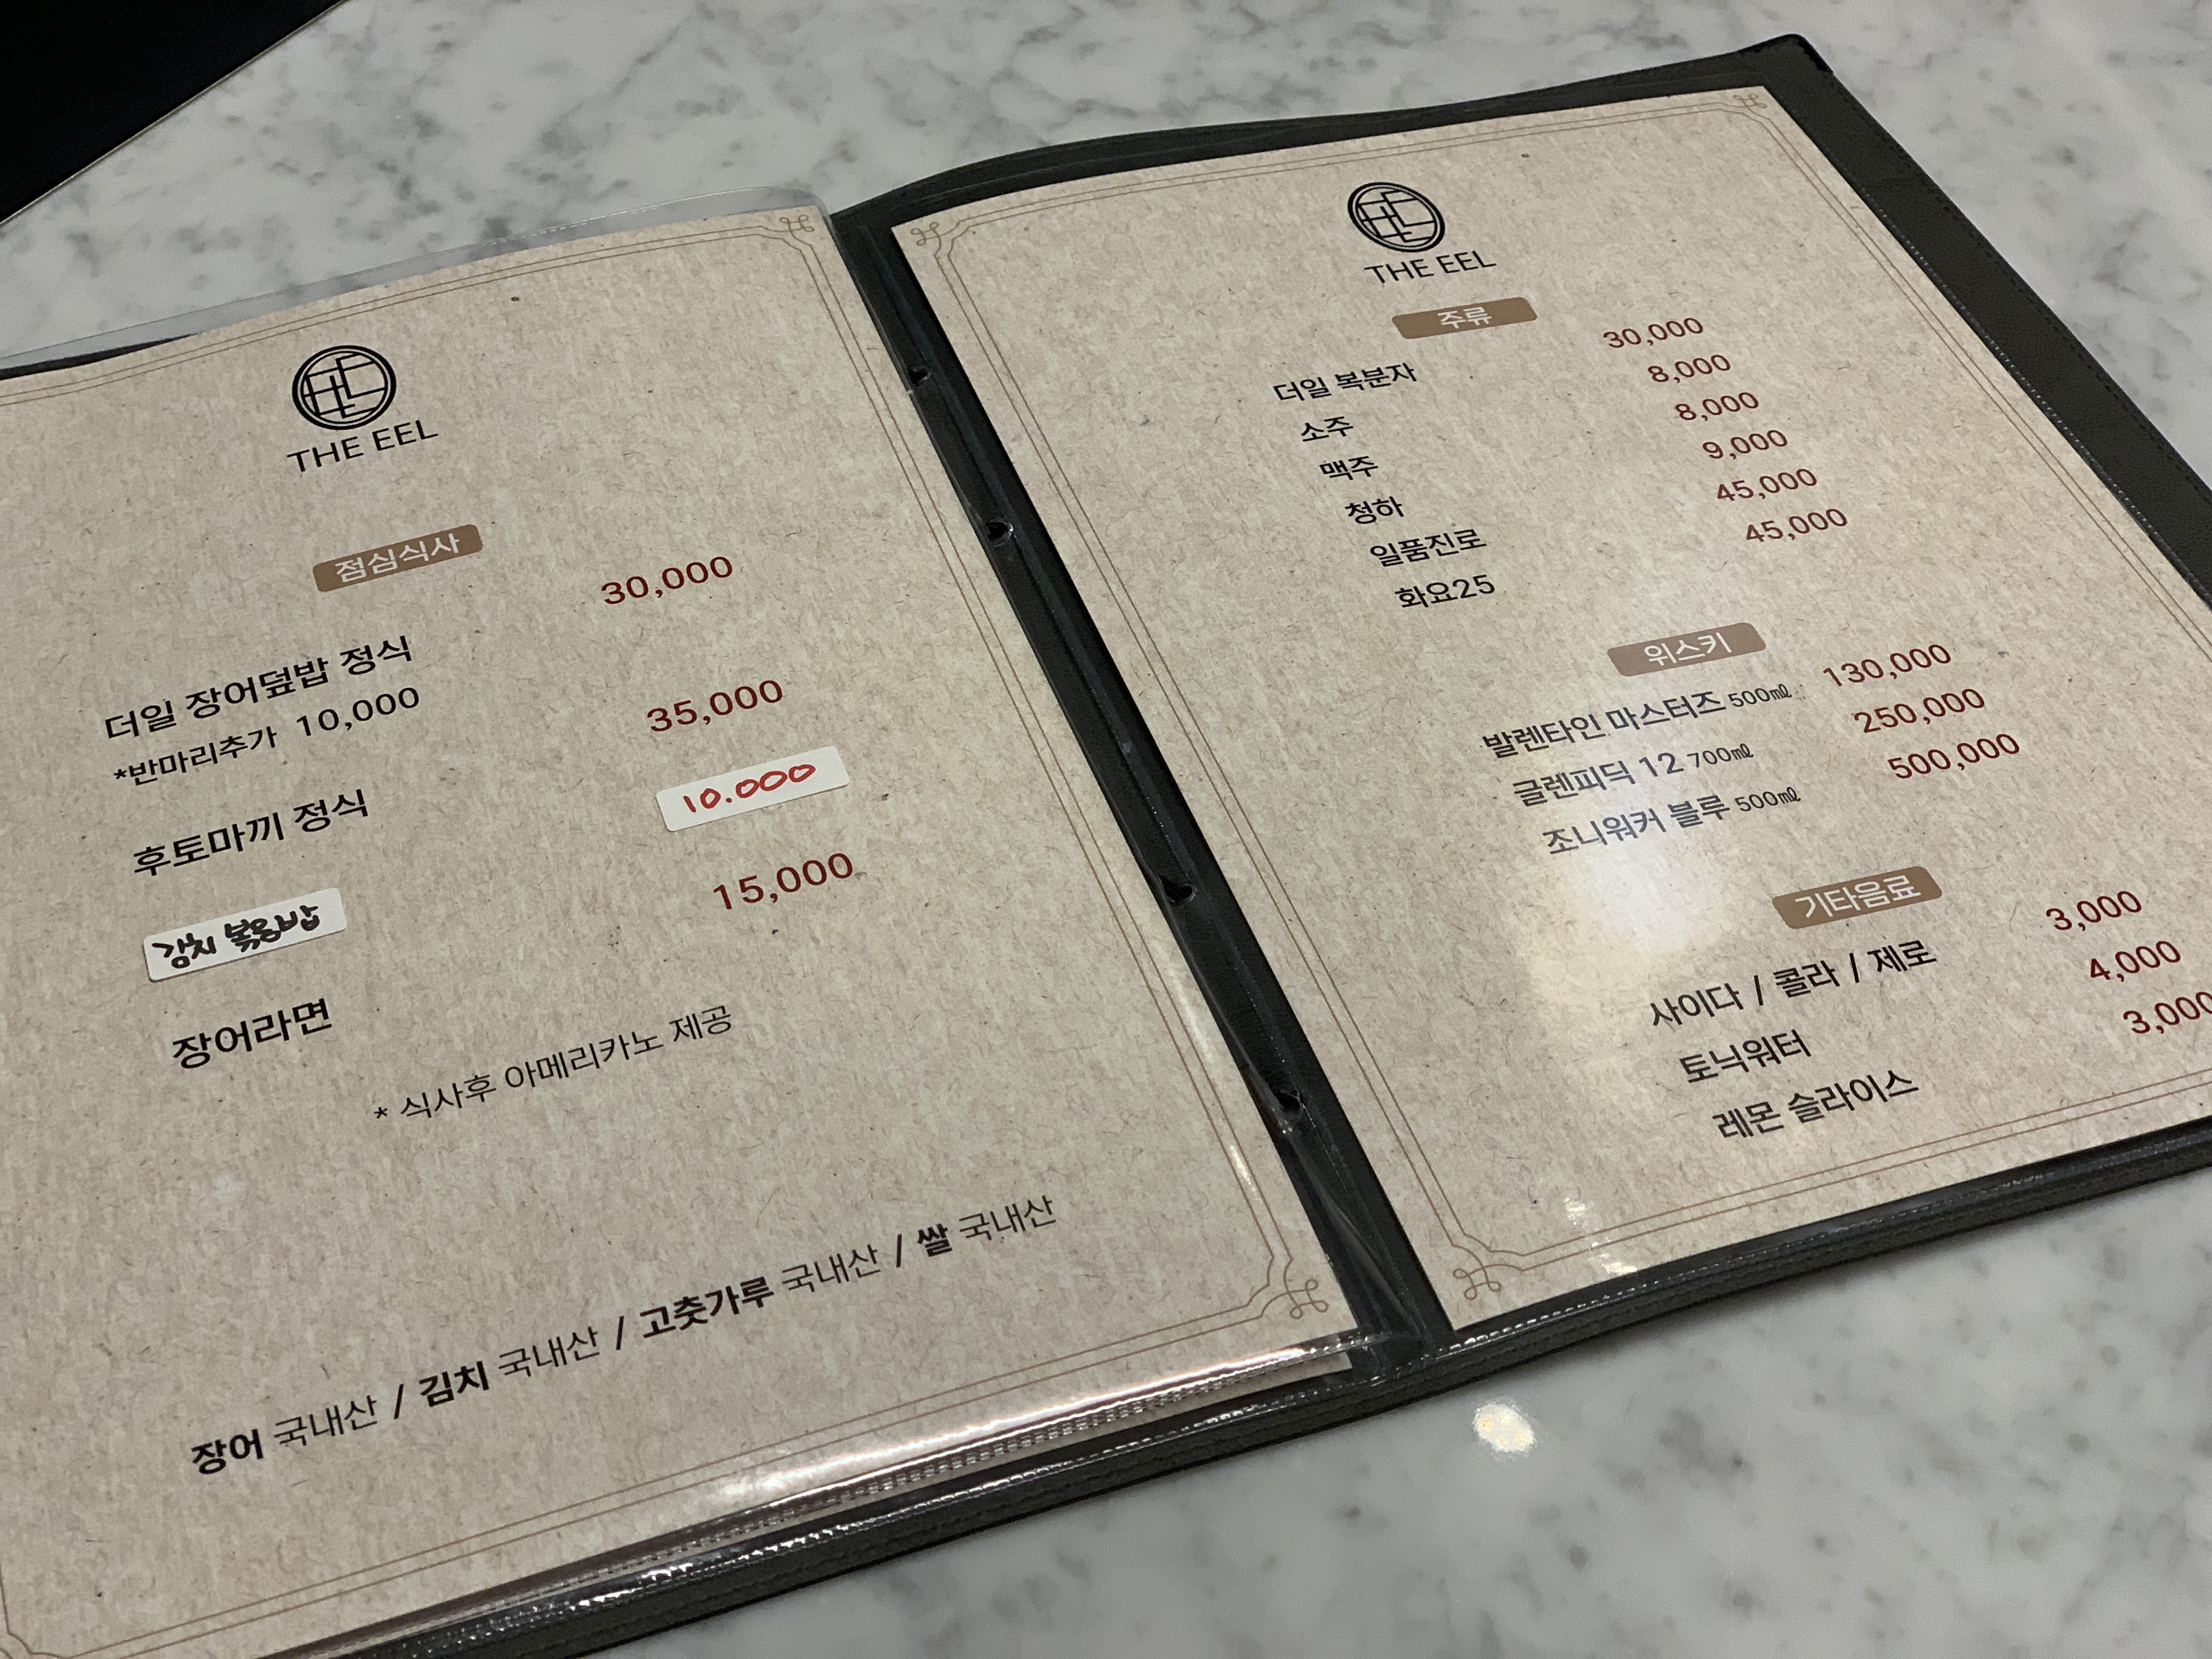 THE EEL
점심식사
더일 장어덮밥 정식 30,000
*반마리추가 10,000
후토마끼 정식 35,000
김치 볶음밥 10.000
장어라면 15,000
* 식사후 아메리카노 제공
장어 국내산 / 김치 국내산 / 고춧가루 국내산 / 쌀 국내산
THE EEL
주류
더일 복분자 30,000
소주 8,000
맥주 8,000
청하 9,000
일품진로 45,000
화요25 45,000
위스키
발렌타인 마스터즈 500㎖ 130,000
글렌피딕 12 700㎖ 250,000
조니워커 블루 500㎖ 500,000
기타음료
사이다 / 콜라 / 제로 3,000
토닉워터 4,000
레몬 슬라이스 3,000